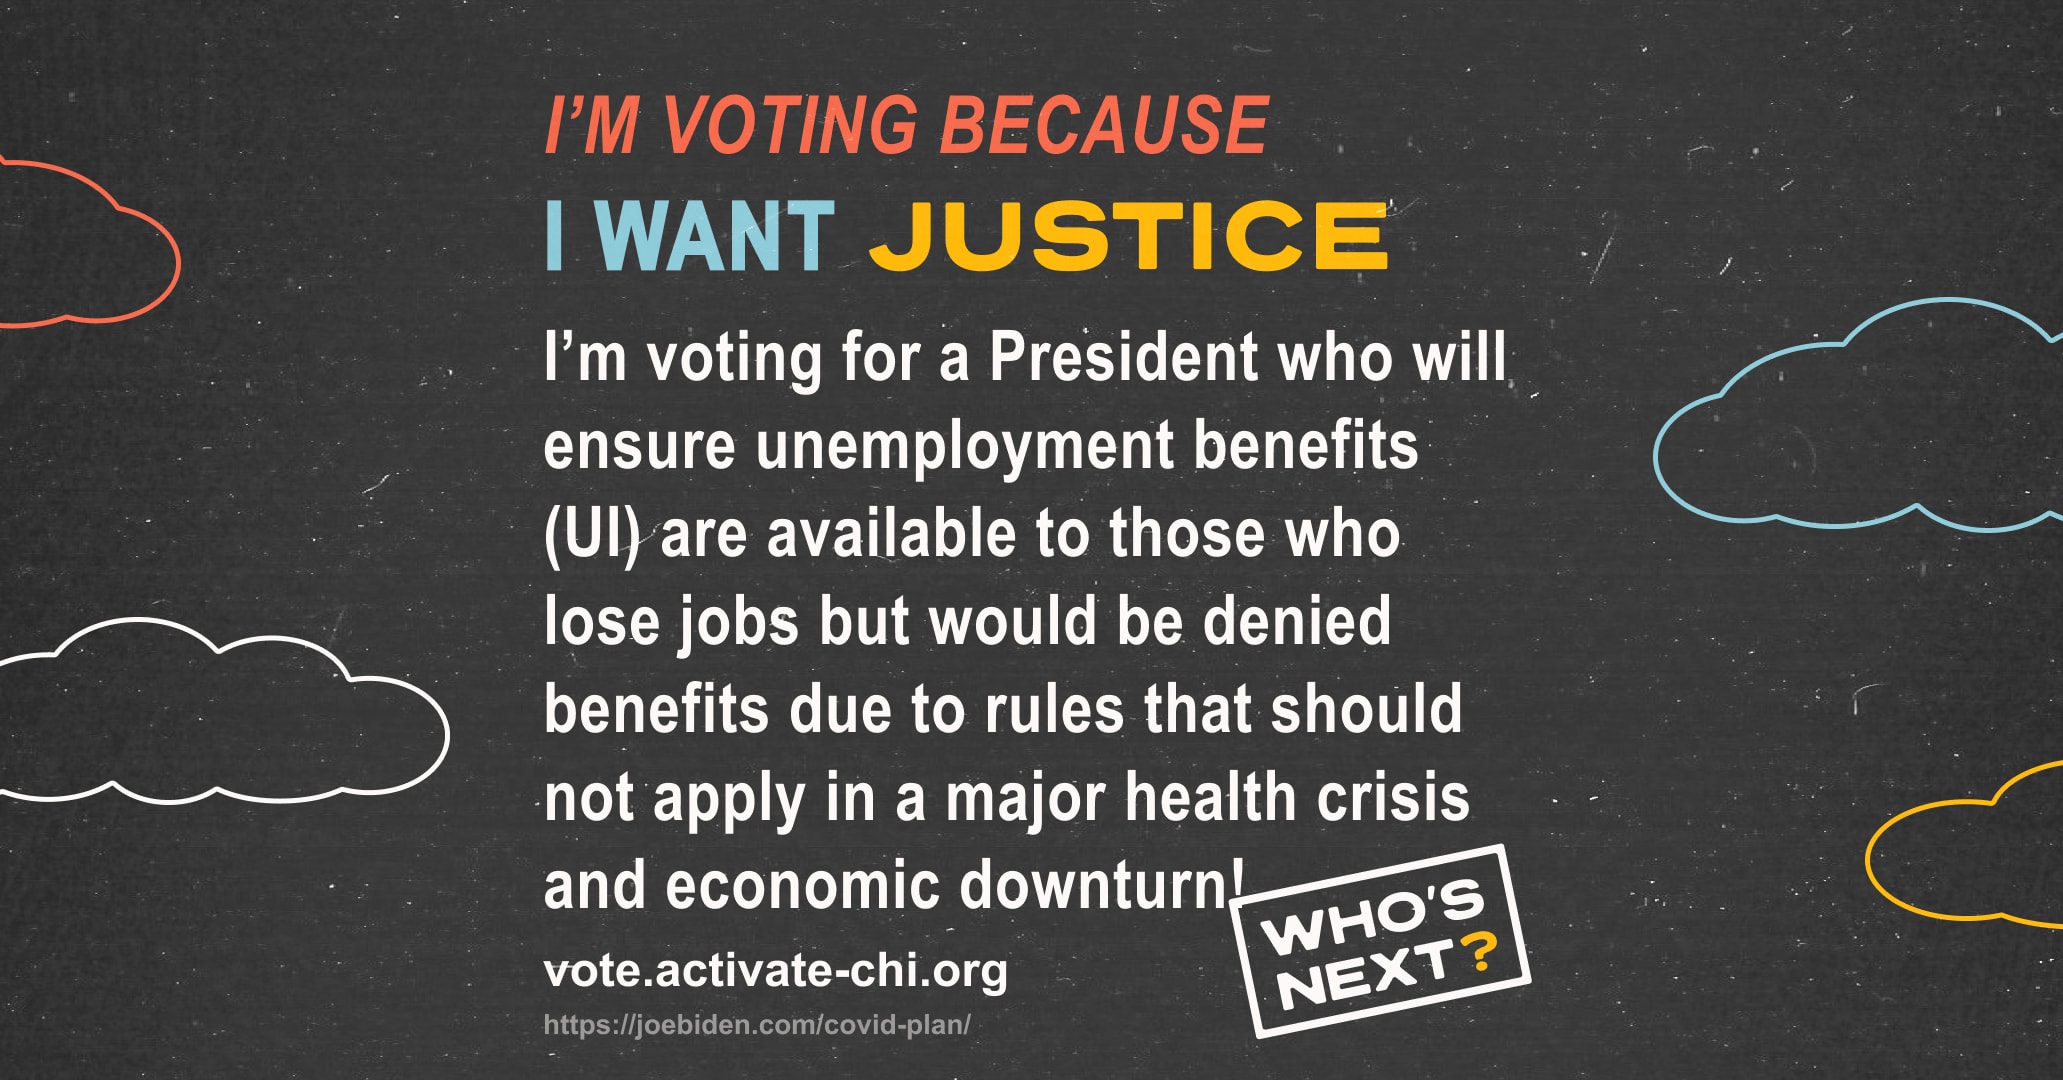 I’M VOTING BECAUSE
I WANT JUSTICE
I’m voting for a President who will
ensure unemployment benefits
(UI) are available to those who
lose jobs but would be denied
benefits due to rules that should
not apply in a major health crisis
and economic downturn!
WHO'S
NEXT?
vote.activate-chi.org
https://joebiden.com/covid-plan/